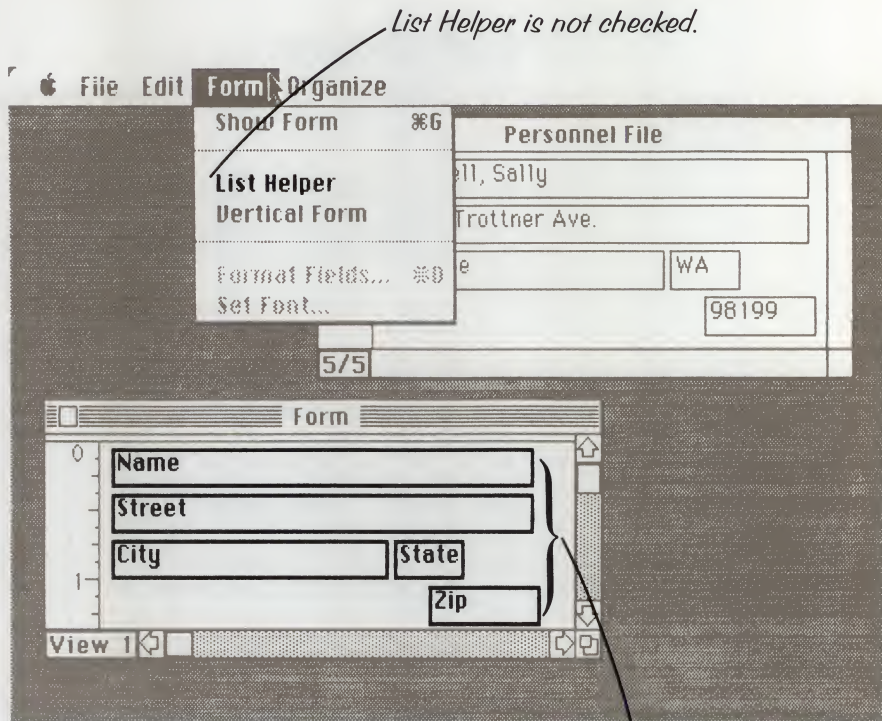 List Helper is not checked.
File Edit Form Organize
Show Form ⌘G
List Helper
Vertical Form
Format Fields... ⌘D
Set Font...
Personnel File
ell, Sally
Trottner Ave.
e
WA
98199
5/5
Form
0
Name
Street
City State
1
Zip
View 1